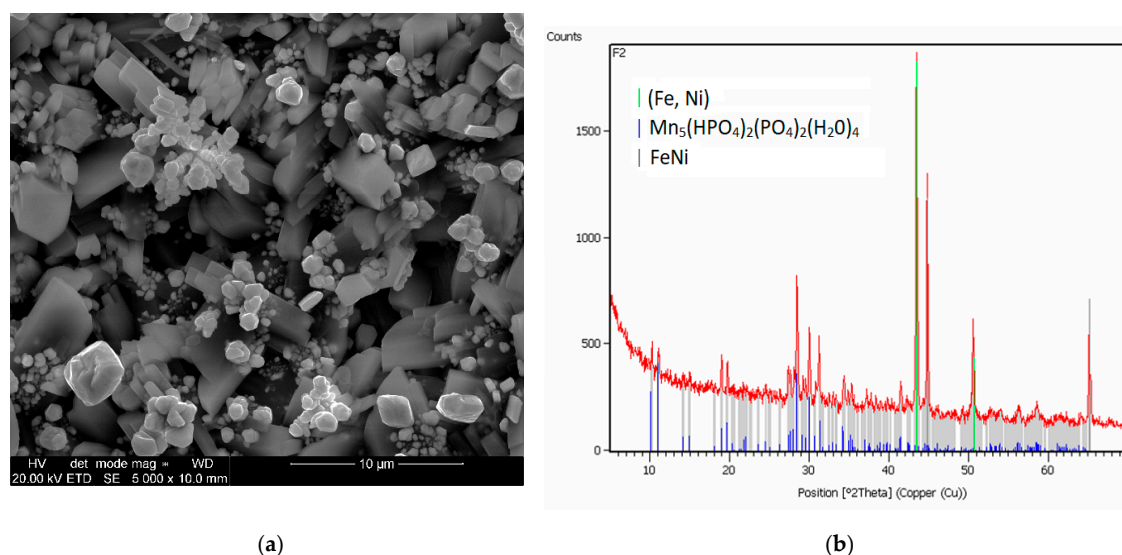 HV det mode mag WD
20.00 kV ETD SE 5 000 x 10.0 mm
10 µm
(a)
Counts
F2
(Fe, Ni)
Mn₅(HPO₄)₂(PO₄)₂(H₂0)₄
FeNi
1500
1000
500
0
10 20 30 40 50 60
Position [°2Theta] (Copper (Cu))
(b)